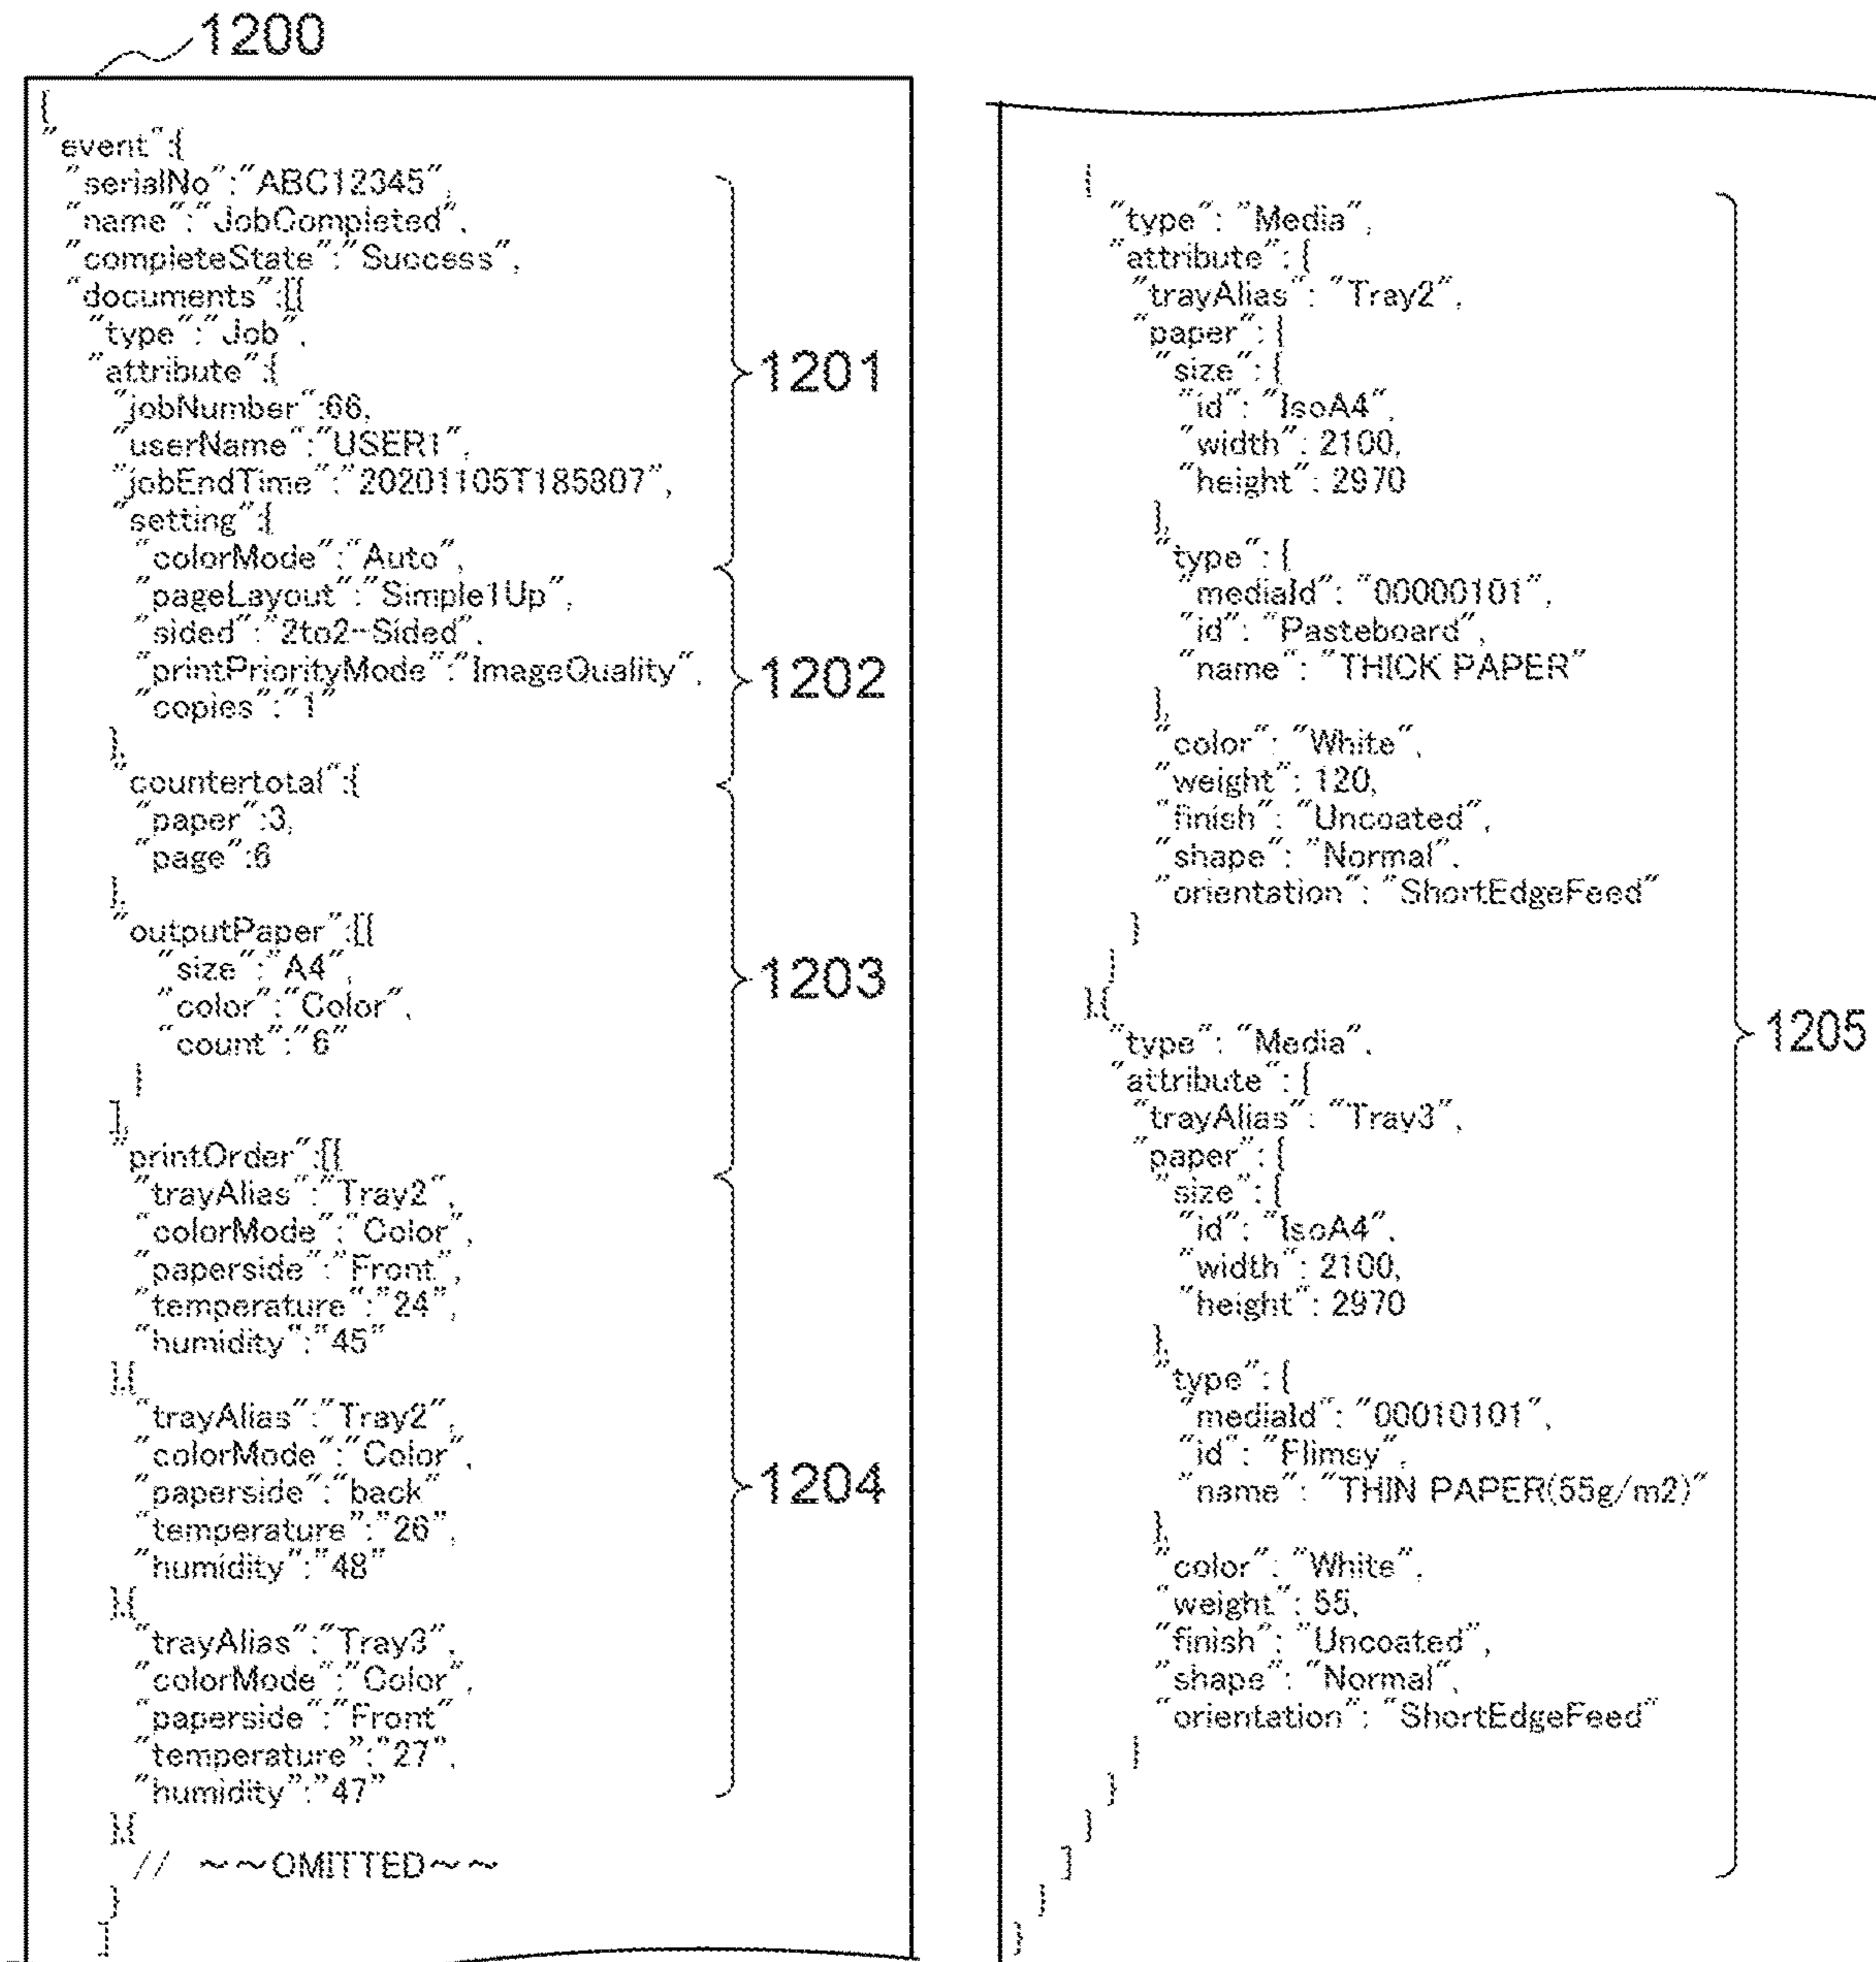 1200
{
"event":{
"serialNo":"ABC12345",
"name":"JobCompleted",
"completeState":"Success",
"documents":[{
"type":"Job",
"attribute":{
"jobNumber":66,
"userName":"USER1",
"jobEndTime":"20201105T185807",
"setting":{
"colorMode":"Auto",
1201
"pageLayout":"Simple1Up",
"sided":"2to2-Sided",
"printPriorityMode":"ImageQuality",
"copies":"1"
},
1202
"countertotal":{
"paper":3,
"page":6
},
"outputPaper":[{
"size":"A4",
"color":"Color",
"count":"6"
}
],
1203
"printOrder":[{
"trayAlias":"Tray2",
"colorMode":"Color",
"paperside":"Front",
"temperature":"24",
"humidity":"45"
},{
"trayAlias":"Tray2",
"colorMode":"Color",
"paperside":"back"
"temperature":"26",
"humidity":"48"
},{
"trayAlias":"Tray3",
"colorMode":"Color",
"paperside":"Front"
"temperature":"27",
"humidity":"47"
},{
1204
// ~~OMITTED~~
}
]
{
"type": "Media",
"attribute": {
"trayAlias": "Tray2",
"paper": {
"size": {
"id": "IsoA4",
"width": 2100,
"height": 2970
},
"type": {
"mediaId": "00000101",
"id": "Pasteboard",
"name": "THICK PAPER"
},
"color": "White",
"weight": 120,
"finish": "Uncoated",
"shape": "Normal",
"orientation": "ShortEdgeFeed"
}
}
},{
"type": "Media",
"attribute": {
"trayAlias": "Tray3",
"paper": {
"size": {
"id": "IsoA4",
"width": 2100,
"height": 2970
},
"type": {
"mediaId": "00010101",
"id": "Flimsy",
"name": "THIN PAPER(55g/m2)"
},
"color": "White",
"weight": 55,
"finish": "Uncoated",
"shape": "Normal",
"orientation": "ShortEdgeFeed"
}
}
}
]
}
}
1205